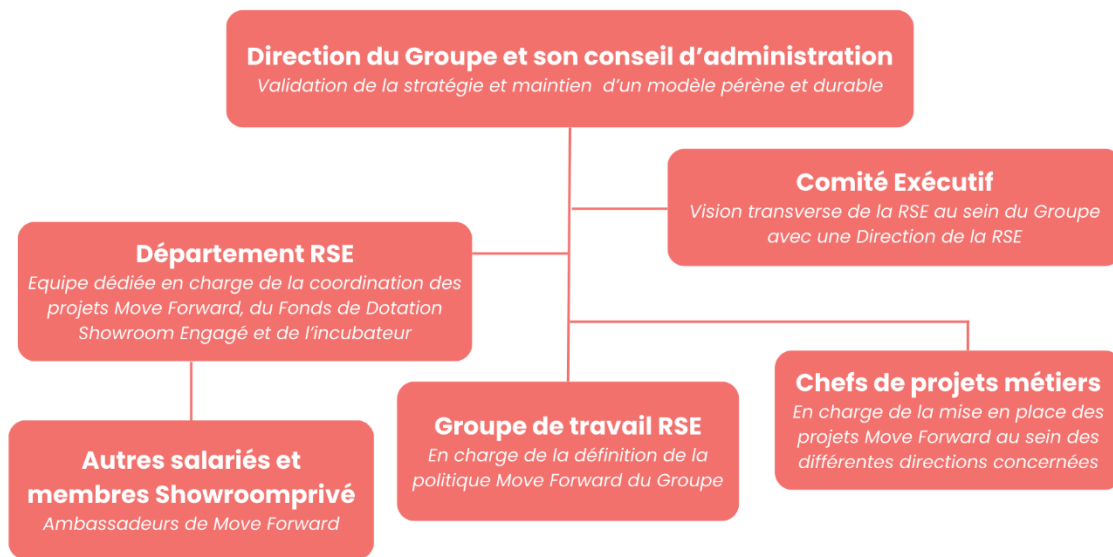 Direction du Groupe et son conseil d’administration
Validation de la stratégie et maintien d’un modèle pérène et durable
Comité Exécutif
Vision transverse de la RSE au sein du Groupe
avec une Direction de la RSE
Département RSE
Equipe dédiée en charge de la coordination des
projets Move Forward, du Fonds de Dotation
Showroom Engagé et de l’incubateur
Chefs de projets métiers
En charge de la mise en place des
projets Move Forward au sein des
différentes directions concernées
Groupe de travail RSE
En charge de la définition de la
politique Move Forward du Groupe
Autres salariés et
membres Showroomprivé
Ambassadeurs de Move Forward